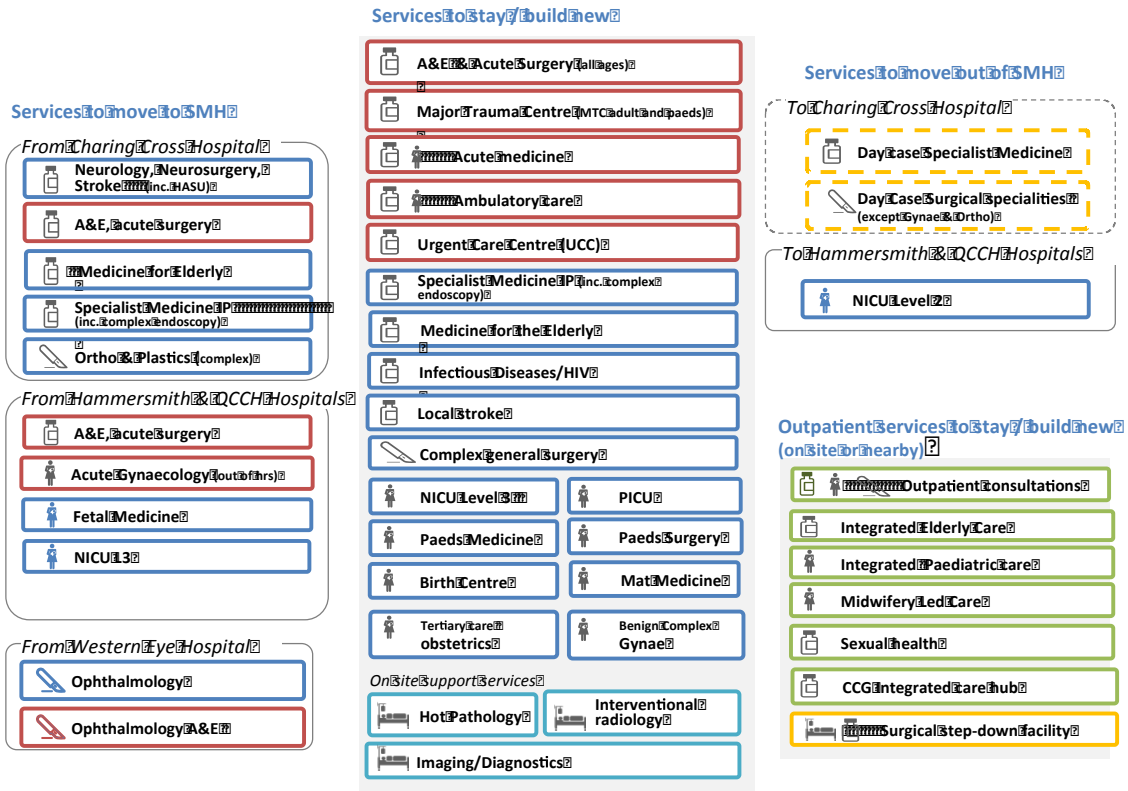 Services to move to SMH
From Charing Cross Hospital
Neurology, Neurosurgery,
Stroke (inc. HASU)
A&E, acute surgery
Medicine for Elderly
Specialist Medicine IP
(inc. complex endoscopy)
Ortho & Plastics (complex)
From Hammersmith & QCCH Hospitals
A&E, acute surgery
Acute Gynaecology (out of hrs)
Fetal Medicine
NICU L3
From Western Eye Hospital
Ophthalmology
Ophthalmology A&E
Services to stay / build new
A&E & Acute Surgery (all ages)
Major Trauma Centre (MTC adult and paeds)
Acute medicine
Ambulatory care
Urgent Care Centre (UCC)
Specialist Medicine IP (inc. complex
endoscopy)
Medicine for the Elderly
Infectious Diseases/HIV
Local stroke
Complex general surgery
NICU Level 3
PICU
Paeds Medicine
Paeds Surgery
Birth Centre
Mat Medicine
Tertiary care
obstetrics
Benign Complex
Gynae
On site support services
Hot Pathology
Interventional
radiology
Imaging/Diagnostics
Services to move out of SMH
To Charing Cross Hospital
Day case Specialist Medicine
Day Case Surgical specialities
(except Gynae & Ortho)
To Hammersmith & QCCH Hospitals
NICU Level 2
Outpatient services to stay / build new
(on site or nearby)
Outpatient consultations
Integrated Elderly Care
Integrated Paediatric care
Midwifery Led Care
Sexual health
CCG Integrated care hub
Surgical step-down facility